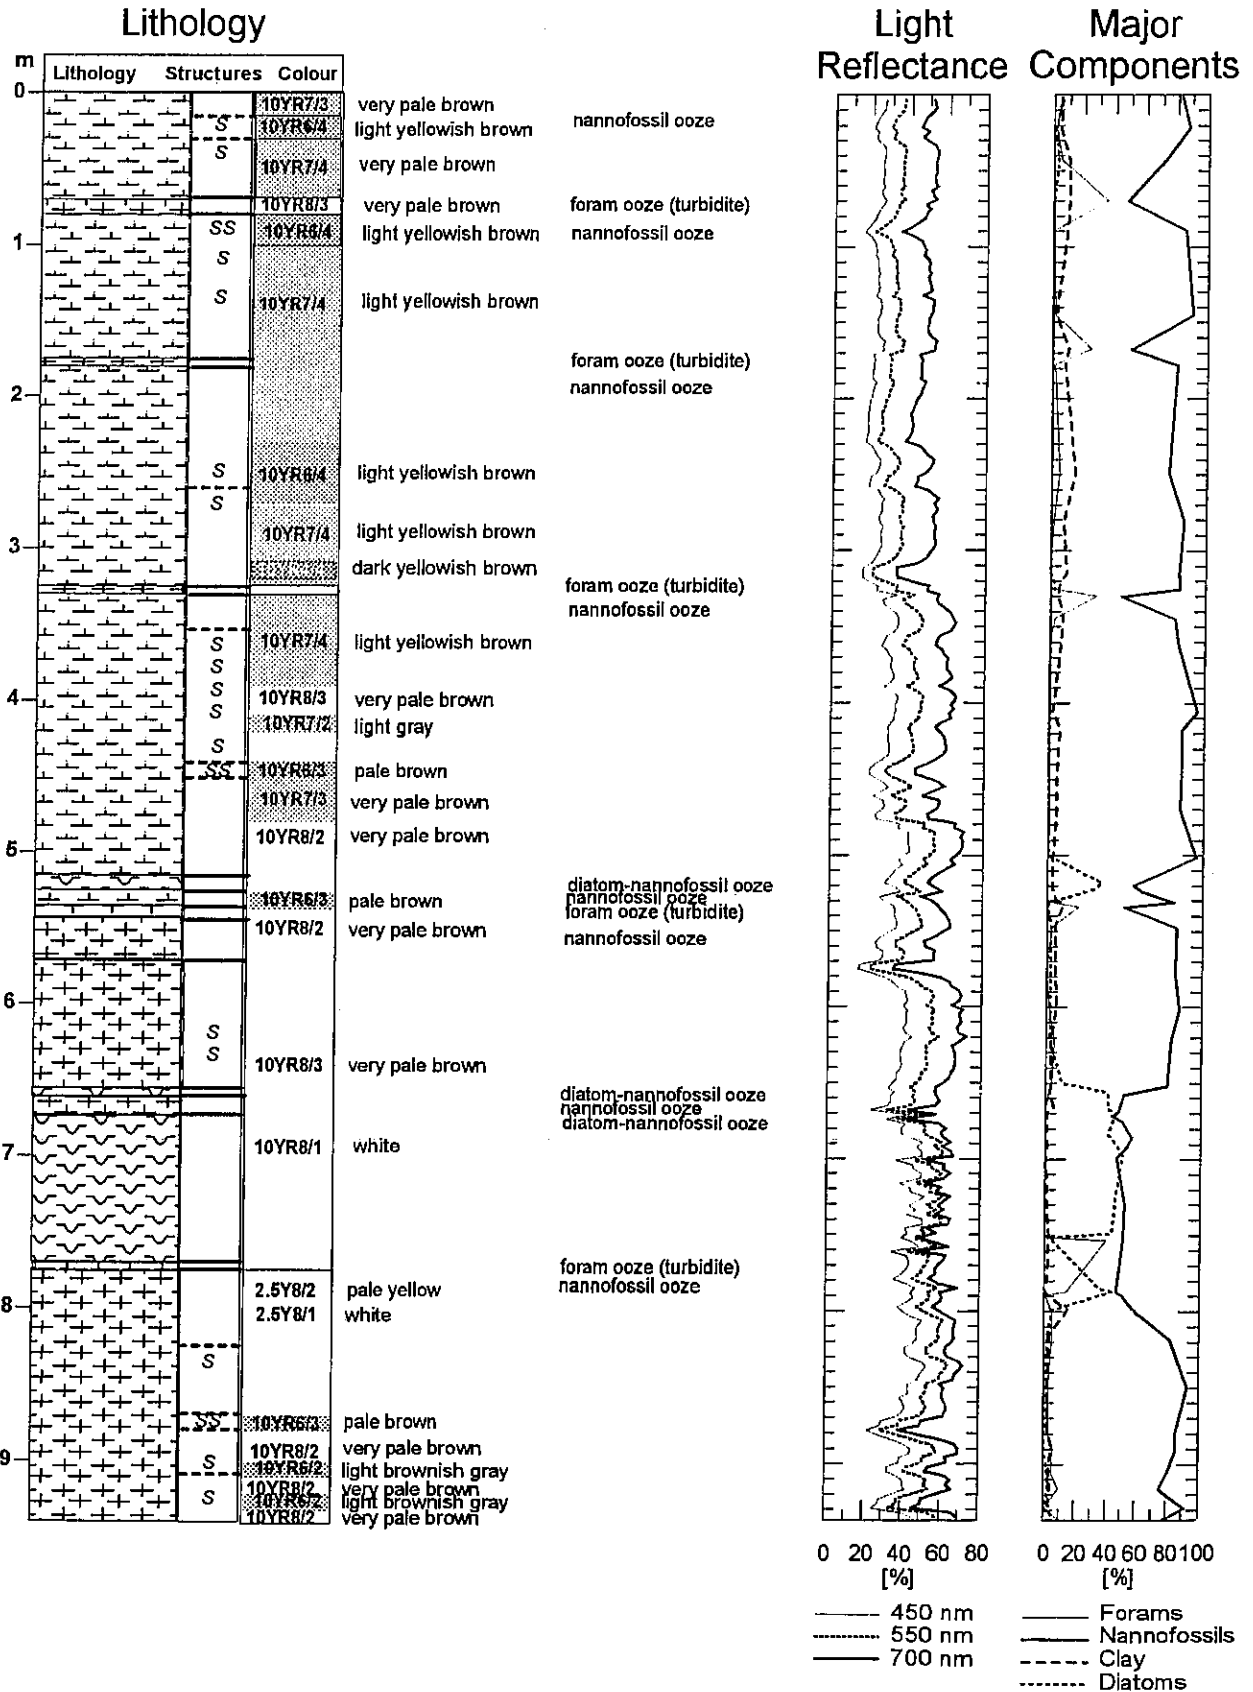 Lithology
Light Reflectance
Major Components
m
Lithology Structures Colour
0
10YR7/3 very pale brown
nannofossil ooze
S 10YR6/4 light yellowish brown
S
10YR7/4 very pale brown
10YR8/3 very pale brown foram ooze (turbidite)
SS 10YR6/4 light yellowish brown nannofossil ooze
1
S
S 10YR7/4 light yellowish brown
foram ooze (turbidite)
2 nannofossil ooze
S 10YR6/4 light yellowish brown
S
10YR7/4 light yellowish brown
3
dark yellowish brown
foram ooze (turbidite)
nannofossil ooze
S 10YR7/4 light yellowish brown
S
S
4 10YR8/3 very pale brown
S
10YR7/2 light gray
S
SS 10YR6/3 pale brown
10YR7/3 very pale brown
10YR8/2 very pale brown
5
diatom-nannofossil ooze
10YR6/3 pale brown nannofossil ooze
foram ooze (turbidite)
10YR8/2 very pale brown
nannofossil ooze
6
S
S
10YR8/3 very pale brown
diatom-nannofossil ooze
nannofossil ooze
diatom-nannofossil ooze
7 10YR8/1 white
foram ooze (turbidite)
2.5Y8/2 pale yellow nannofossil ooze
8 2.5Y8/1 white
S
SS 10YR6/3 pale brown
10YR8/2 very pale brown
9 S 10YR6/2 light brownish gray
10YR8/2 very pale brown
S 10YR6/2 light brownish gray
10YR8/2 very pale brown
0 20 40 60 80
[%]
450 nm
550 nm
700 nm
0 20 40 60 80 100
[%]
Forams
Nannofossils
Clay
Diatoms